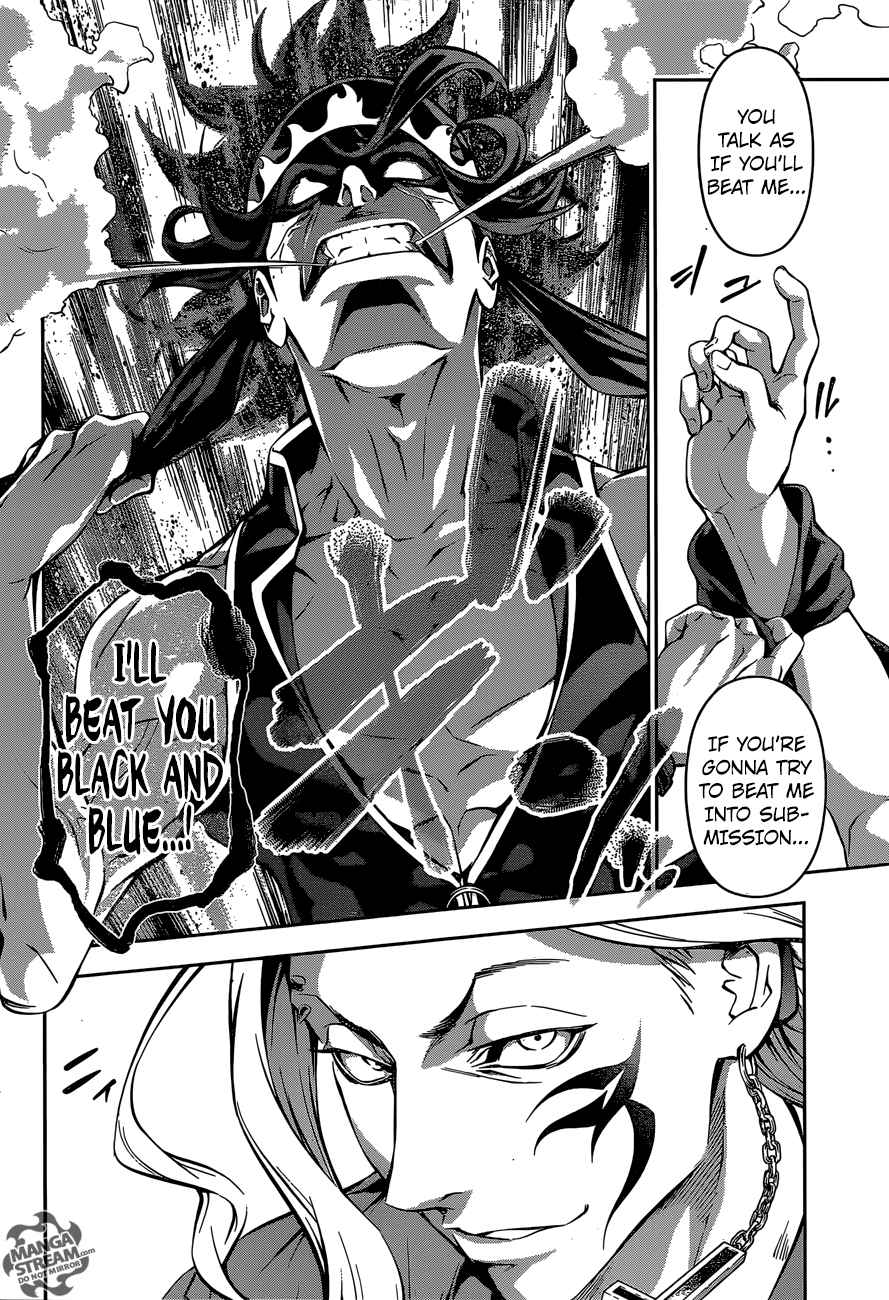 YOU
TALK AS
IF YOU'LL
BEAT ME...
IF YOU'RE
GONNA TRY
TO BEAT ME
INTO SUB-
MISSION...
I'LL
BEAT YOU
BLACK AND
BLUE...!
MANGA
STREAM.com
DO NOT MIRROR!